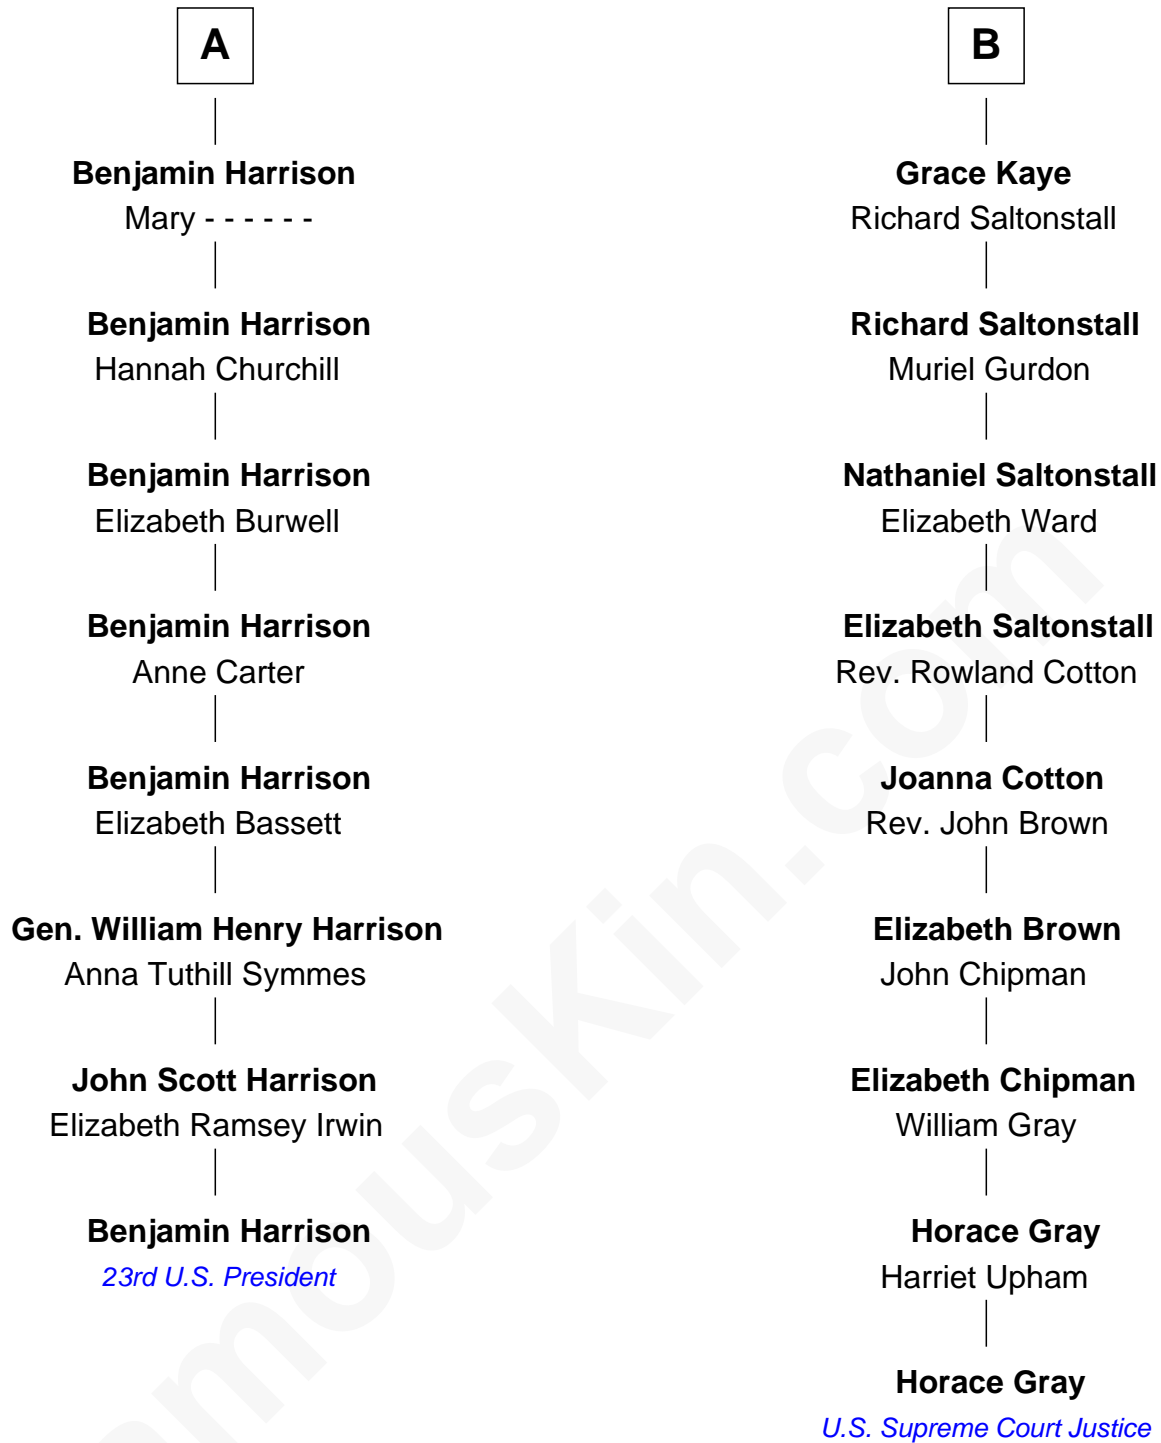 A
Benjamin Harrison
Mary - - - - - -
Benjamin Harrison
Hannah Churchill
Benjamin Harrison
Elizabeth Burwell
Benjamin Harrison
Anne Carter
Benjamin Harrison
Elizabeth Bassett
Gen. William Henry Harrison
Anna Tuthill Symmes
John Scott Harrison
Elizabeth Ramsey Irwin
Benjamin Harrison
23rd U.S. President
B
Grace Kaye
Richard Saltonstall
Richard Saltonstall
Muriel Gurdon
Nathaniel Saltonstall
Elizabeth Ward
Elizabeth Saltonstall
Rev. Rowland Cotton
Joanna Cotton
Rev. John Brown
Elizabeth Brown
John Chipman
Elizabeth Chipman
William Gray
Horace Gray
Harriet Upham
Horace Gray
U.S. Supreme Court Justice
amousKin.com